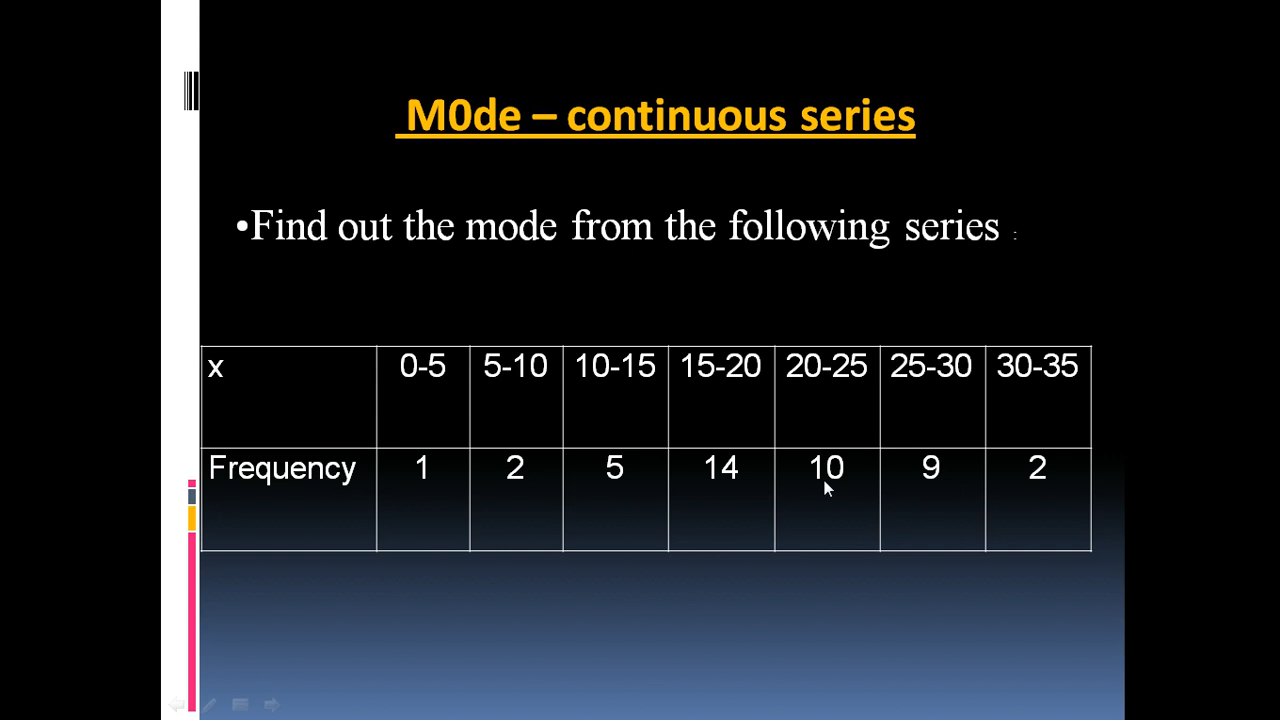 M0de – continuous series
•Find out the mode from the following series :
x 0-5 5-10 10-15 15-20 20-25 25-30 30-35
Frequency 1 2 5 14 10 9 2